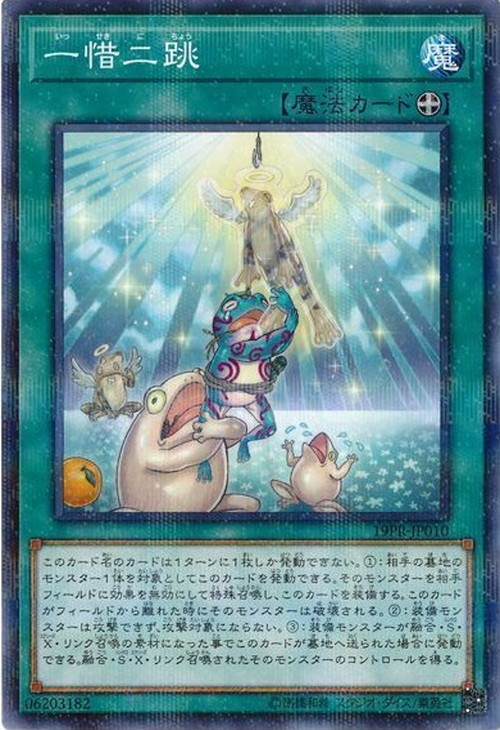 一惜二跳
いっ せき に ちょう
魔
【魔法カード】
19PR-JP010
このカード名のカードは1ターンに1枚しか発動できない。①:相手の墓地の
モンスター1体を対象としてこのカードを発動できる。そのモンスターを相手
フィールドに効果を無効にして特殊召喚し、このカードを装備する。このカー
ドがフィールドから離れた時にそのモンスターは破壊される。②:装備モン
スターは攻撃できず、攻撃対象にならない。③:装備モンスターが融合・S・
X・リンク召喚の素材になった事でこのカードが墓地へ送られた場合に発動
できる。融合・S・X・リンク召喚されたそのモンスターのコントロールを得る。
06203182
©高橋和希 スタジオ・ダイス/集英社